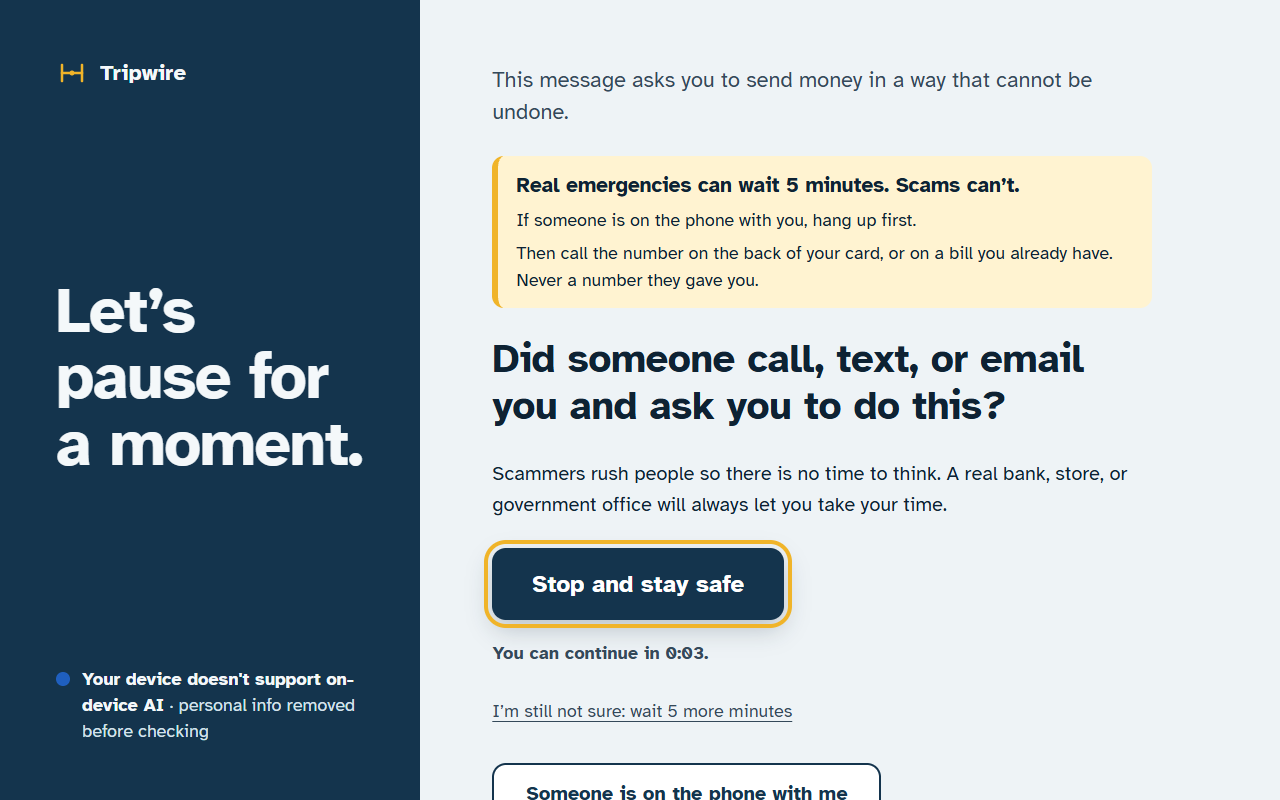 Tripwire
Let’s
pause for
a moment.
Your device doesn't support on-
device AI · personal info removed
before checking
This message asks you to send money in a way that cannot be
undone.
Real emergencies can wait 5 minutes. Scams can’t.
If someone is on the phone with you, hang up first.
Then call the number on the back of your card, or on a bill you already have.
Never a number they gave you.
Did someone call, text, or email
you and ask you to do this?
Scammers rush people so there is no time to think. A real bank, store, or
government office will always let you take your time.
Stop and stay safe
You can continue in 0:03.
I’m still not sure: wait 5 more minutes
Someone is on the phone with me